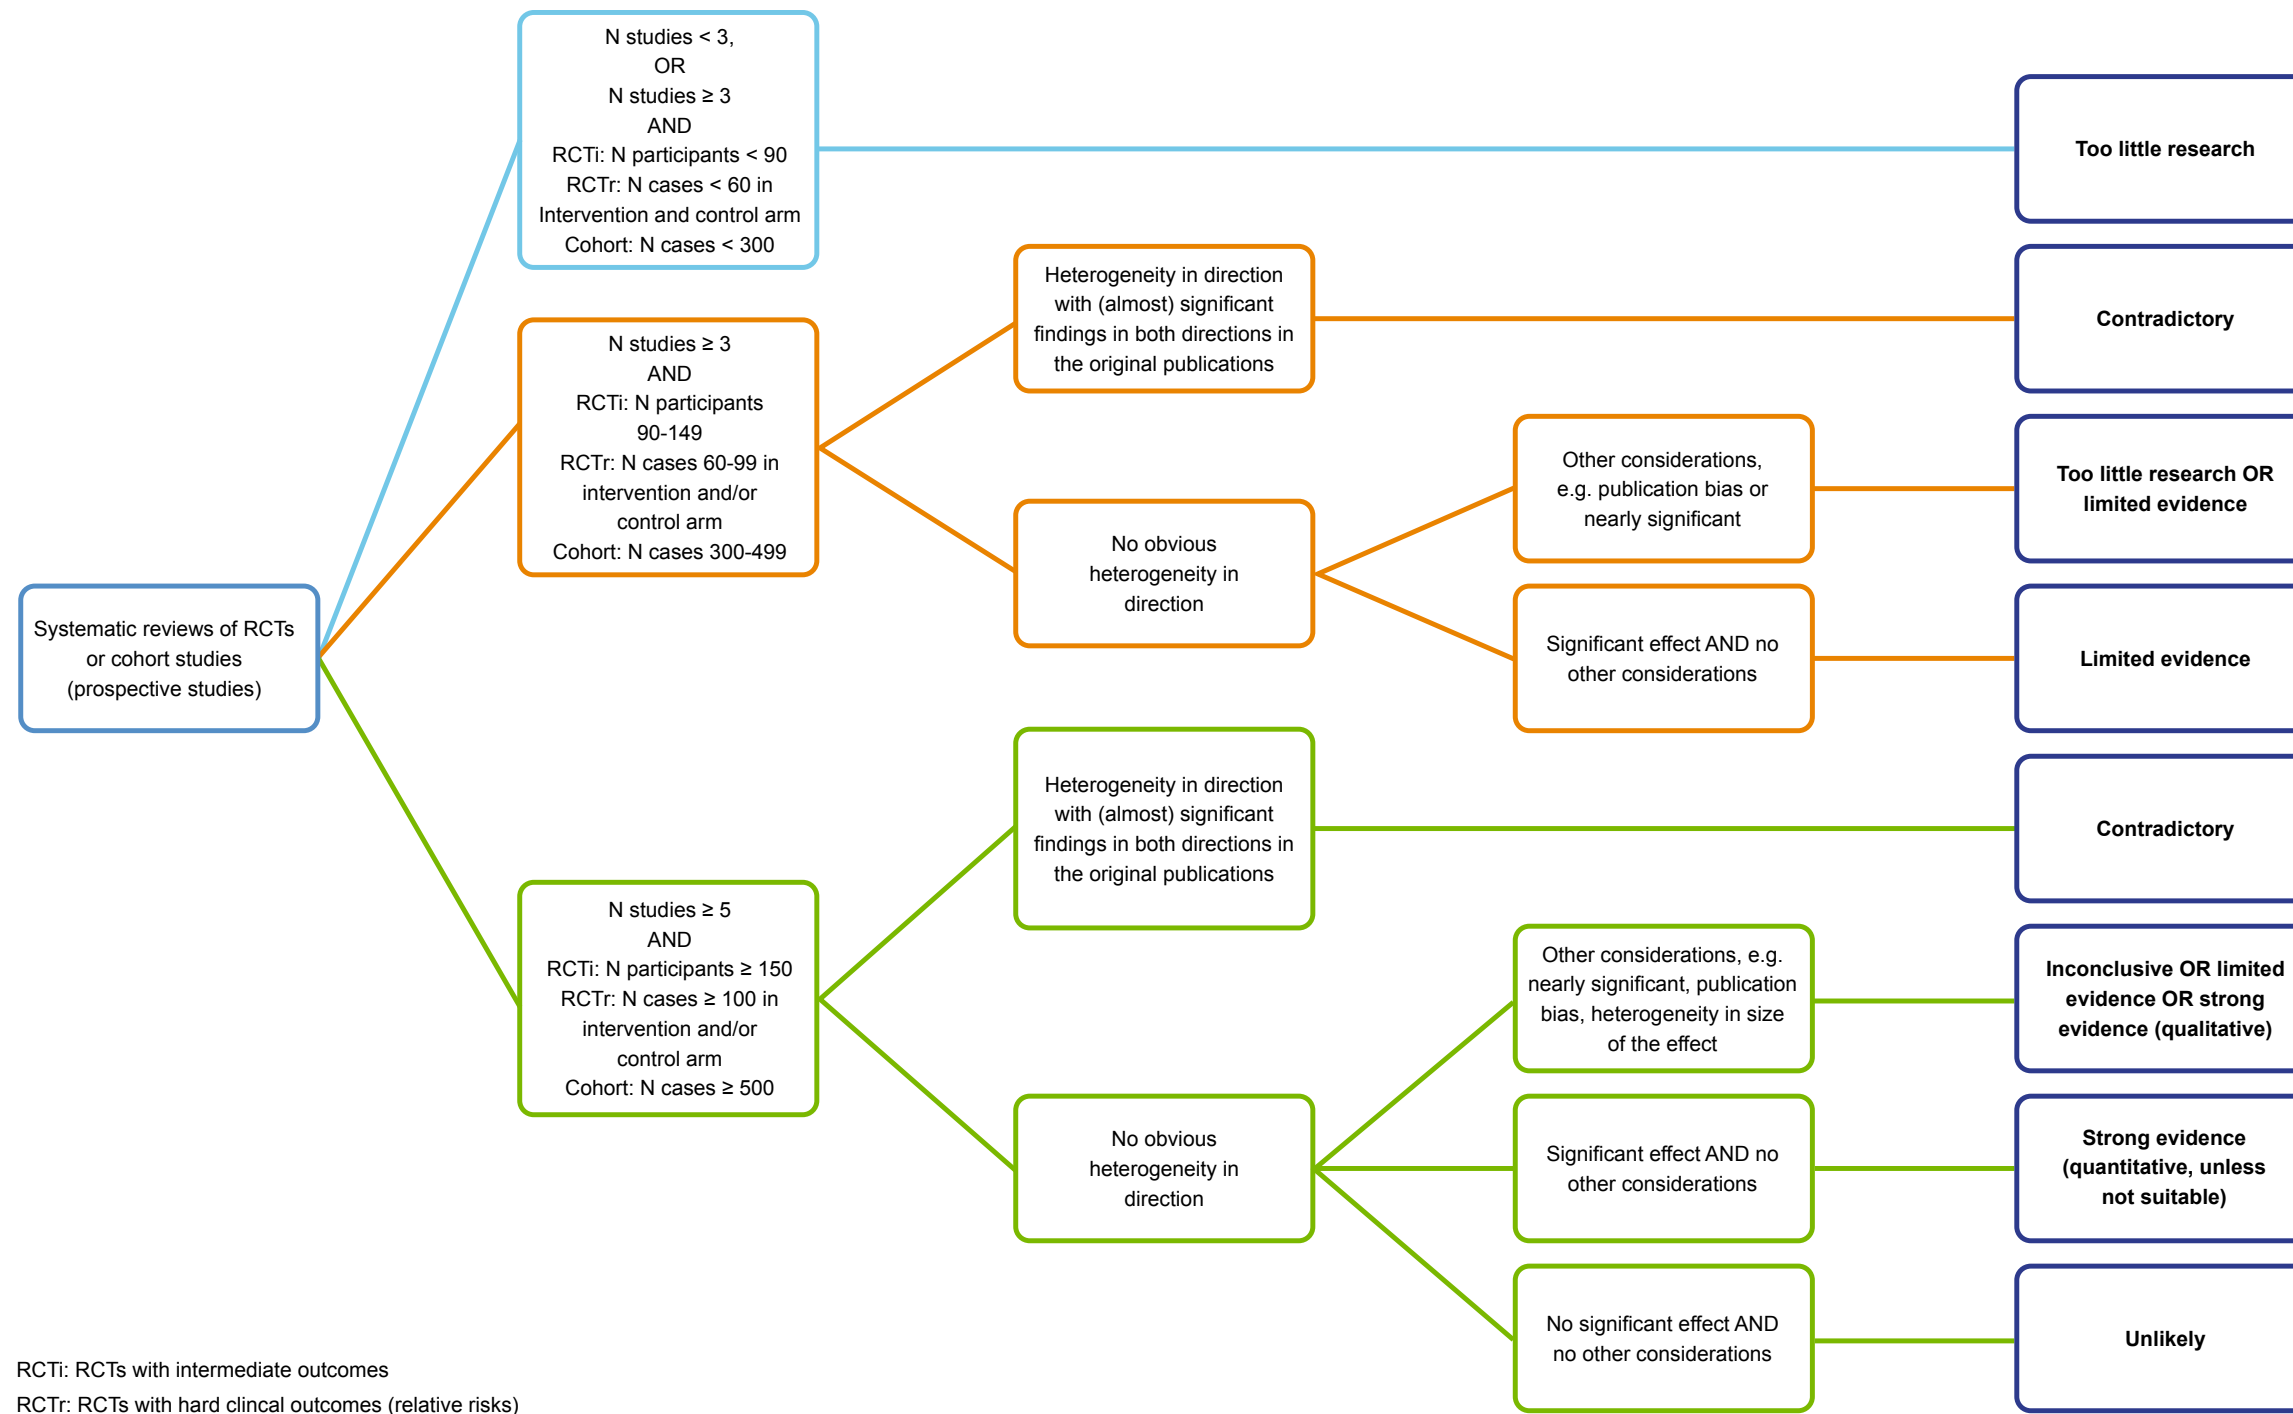 Systematic reviews of RCTs
or cohort studies
(prospective studies)
N studies < 3,
OR
N studies ≥ 3
AND
RCTi: N participants < 90
RCTr: N cases < 60 in
Intervention and control arm
Cohort: N cases < 300
Too little research
N studies ≥ 3
AND
RCTi: N participants
90-149
RCTr: N cases 60-99 in
intervention and/or
control arm
Cohort: N cases 300-499
Heterogeneity in direction
with (almost) significant
findings in both directions in
the original publications
Contradictory
No obvious
heterogeneity in
direction
Other considerations,
e.g. publication bias or
nearly significant
Too little research OR
limited evidence
Significant effect AND no
other considerations
Limited evidence
N studies ≥ 5
AND
RCTi: N participants ≥ 150
RCTr: N cases ≥ 100 in
intervention and/or
control arm
Cohort: N cases ≥ 500
Heterogeneity in direction
with (almost) significant
findings in both directions in
the original publications
Contradictory
No obvious
heterogeneity in
direction
Other considerations, e.g.
nearly significant, publication
bias, heterogeneity in size
of the effect
Inconclusive OR limited
evidence OR strong
evidence (qualitative)
Significant effect AND no
other considerations
Strong evidence
(quantitative, unless
not suitable)
No significant effect AND
no other considerations
Unlikely
RCTi: RCTs with intermediate outcomes
RCTr: RCTs with hard clincal outcomes (relative risks)